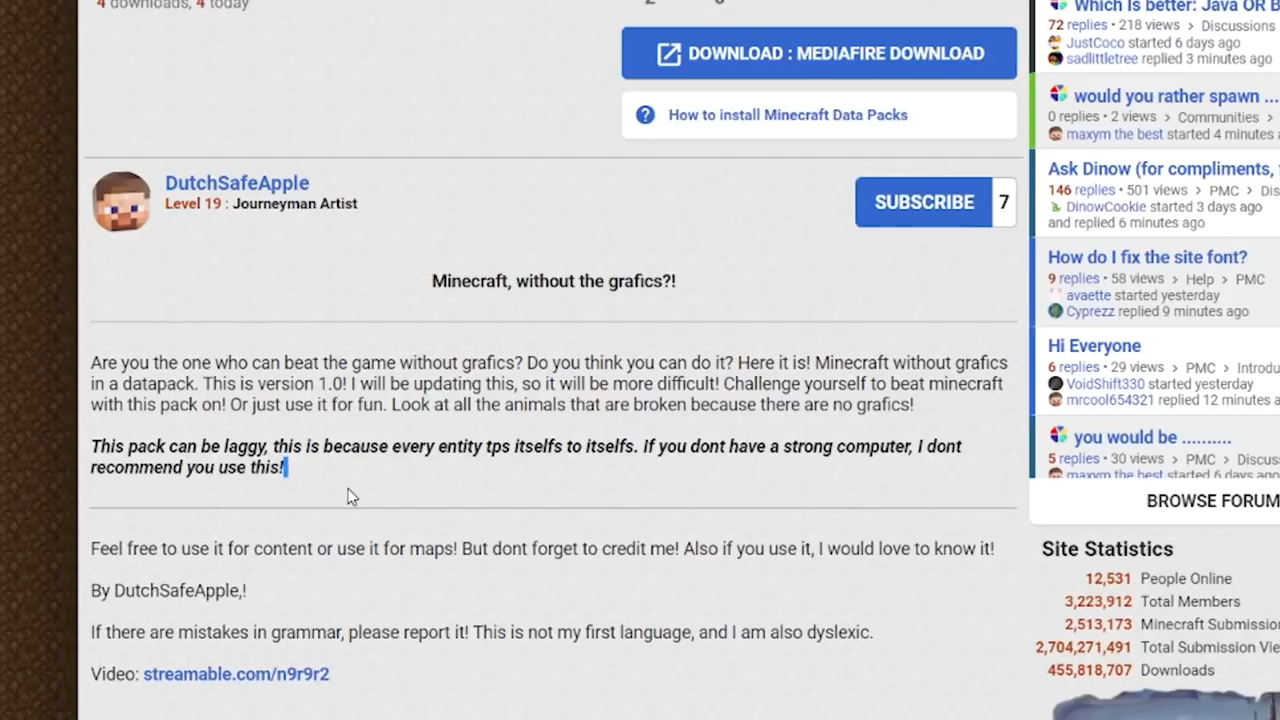 4 downloads, 4 today
DOWNLOAD : MEDIAFIRE DOWNLOAD
How to install Minecraft Data Packs
DutchSafeApple
Level 19 : Journeyman Artist
SUBSCRIBE 7
Minecraft, without the grafics?!
Are you the one who can beat the game without grafics? Do you think you can do it? Here it is! Minecraft without grafics
in a datapack. This is version 1.0! I will be updating this, so it will be more difficult! Challenge yourself to beat minecraft
with this pack on! Or just use it for fun. Look at all the animals that are broken because there are no grafics!
This pack can be laggy, this is because every entity tps itselfs to itselfs. If you dont have a strong computer, I dont
recommend you use this!
Feel free to use it for content or use it for maps! But dont forget to credit me! Also if you use it, I would love to know it!
By DutchSafeApple,!
If there are mistakes in grammar, please report it! This is not my first language, and I am also dyslexic.
Video: streamable.com/n9r9r2
Which is better: Java OR B
72 replies • 218 views > Discussions
JustCoco started 6 days ago
sadlittletree replied 3 minutes ago
would you rather spawn ...
0 replies • 2 views > Communities >
maxym the best started 4 minutes a
Ask Dinow (for compliments,
146 replies • 501 views > PMC > Dis
DinowCookie started 3 days ago
and replied 6 minutes ago
How do I fix the site font?
9 replies • 58 views > Help > PMC
avaette started yesterday
Cyprezz replied 9 minutes ago
Hi Everyone
6 replies • 29 views > PMC > Introdu
VoidShift330 started yesterday
mrcool654321 replied 12 minutes a
you would be ..........
5 replies • 30 views > PMC > Discus
maxym the best started 6 days ag
BROWSE FORUM
Site Statistics
12,531 People Online
3,223,912 Total Members
2,513,173 Minecraft Submission
2,704,271,491 Total Submission Vie
455,818,707 Downloads